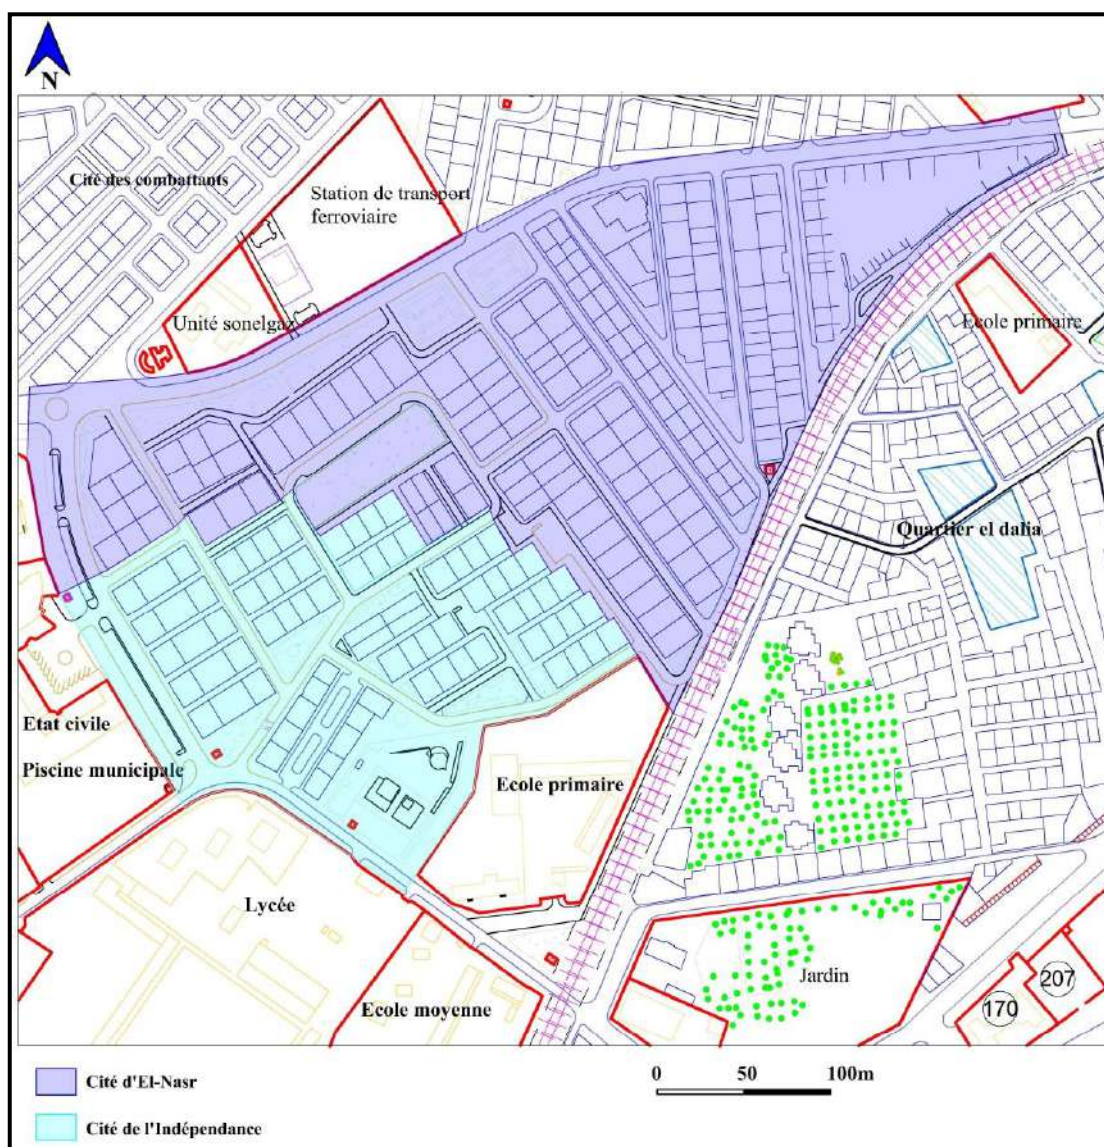 N
Cité des combattants
Station de transport
ferroviaire
Unité sonelgaz
Ecole primaire
Quartier el dalia
Etat civile
Piscine municipale
Ecole primaire
Lycée
Jardin
Ecole moyenne
207
170
Cité d'El-Nasr
Cité de l'Indépendance
0 50 100m